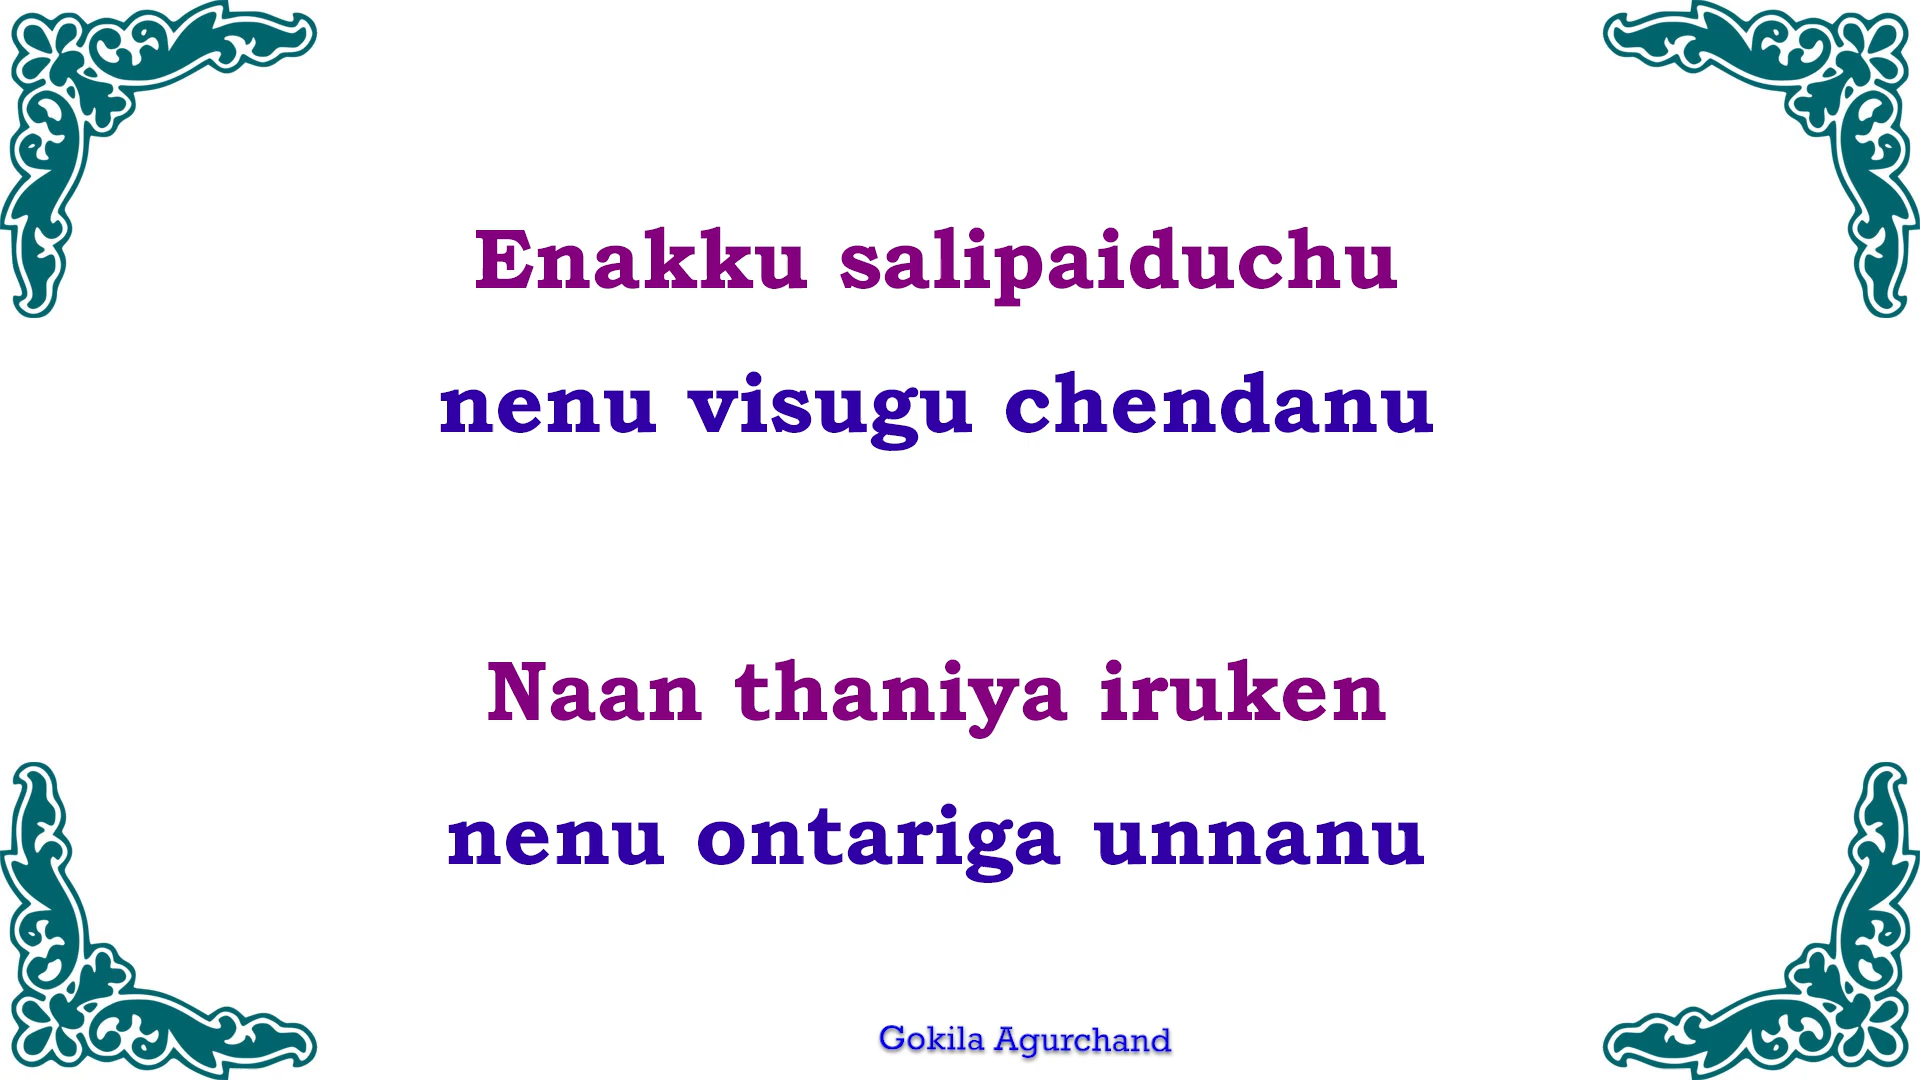 Enakku salipaiduchu
nenu visugu chendanu
Naan thaniya iruken
nenu ontariga unnanu
Gokila Agurchand